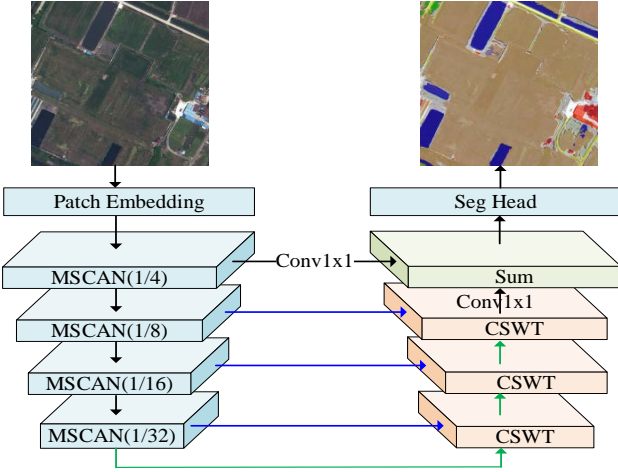 Patch Embedding
Seg Head
MSCAN(1/4)
Conv1x1
Sum
MSCAN(1/8)
Conv1x1
CSWT
MSCAN(1/16)
CSWT
MSCAN(1/32)
CSWT